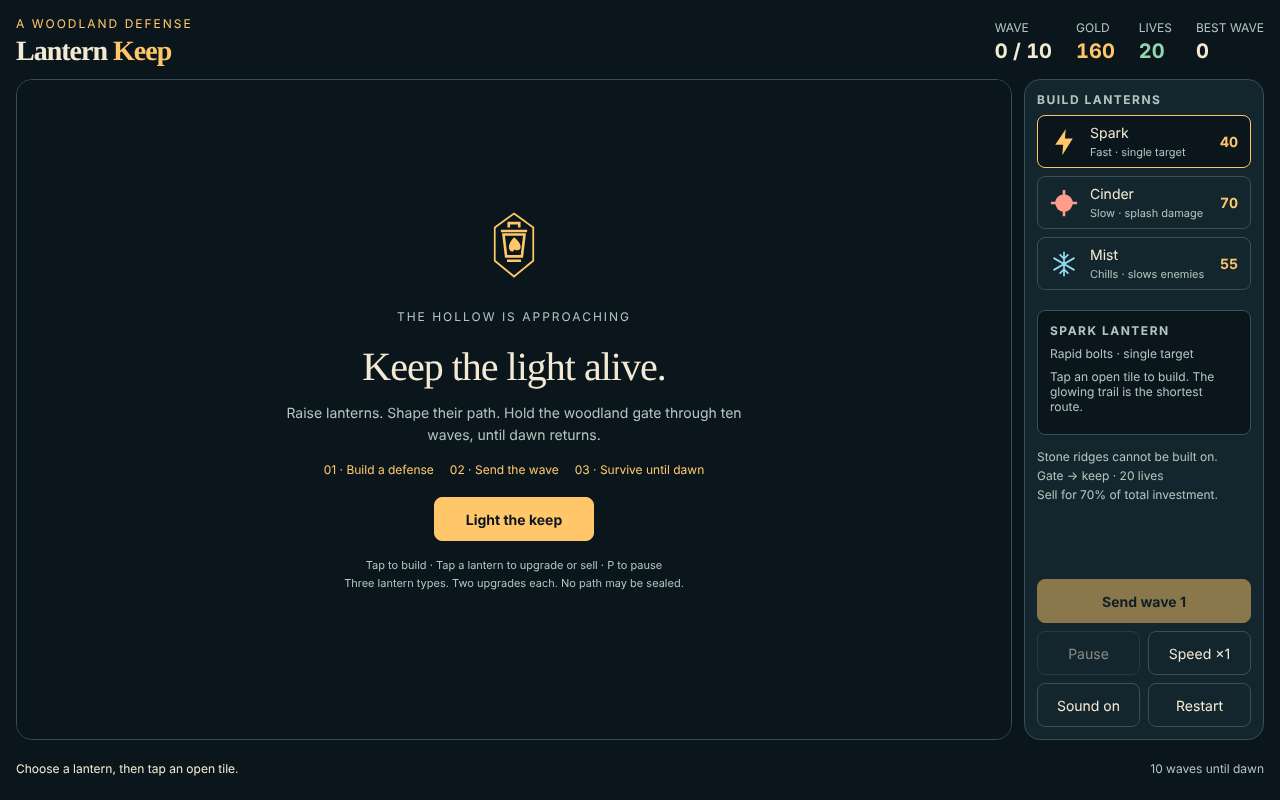 A WOODLAND DEFENSE
Lantern Keep
WAVE
0 / 10
GOLD
160
LIVES
20
BEST WAVE
0
THE HOLLOW IS APPROACHING
Keep the light alive.
Raise lanterns. Shape their path. Hold the woodland gate through ten
waves, until dawn returns.
01 · Build a defense 02 · Send the wave 03 · Survive until dawn
Light the keep
Tap to build · Tap a lantern to upgrade or sell · P to pause
Three lantern types. Two upgrades each. No path may be sealed.
BUILD LANTERNS
Spark
Fast · single target
40
Cinder
Slow · splash damage
70
Mist
Chills · slows enemies
55
SPARK LANTERN
Rapid bolts · single target
Tap an open tile to build. The
glowing trail is the shortest
route.
Stone ridges cannot be built on.
Gate → keep · 20 lives
Sell for 70% of total investment.
Send wave 1
Pause
Speed ×1
Sound on
Restart
Choose a lantern, then tap an open tile.
10 waves until dawn